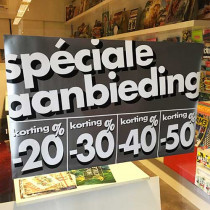 spéciale
aanbieding
korting % korting % korting % korting %
-20 -30 -40 -50